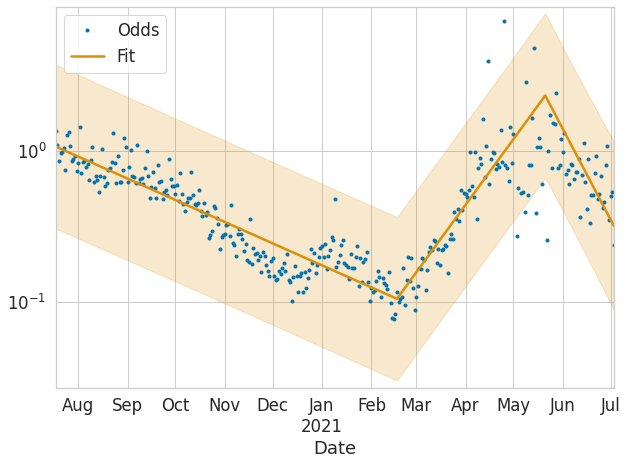 Odds
Fit
10⁰
10⁻¹
Aug Sep Oct Nov Dec Jan Feb Mar Apr May Jun Jul
2021
Date